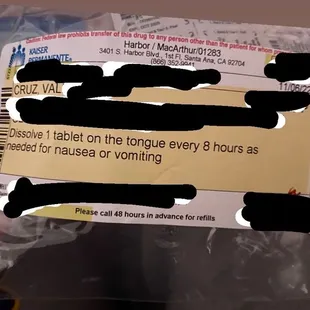 Federal law prohibits transfer of this drug to any person other than the patient for whom
KAISER
PERMANENTE®
Harbor / MacArthur/01283
3401 S. Harbor Blvd., 1st Fl. Santa Ana, CA 92704
(866) 352-9941
CRUZ, VAL
11/06/2
Dissolve 1 tablet on the tongue every 8 hours as
needed for nausea or vomiting
Please call 48 hours in advance for refills